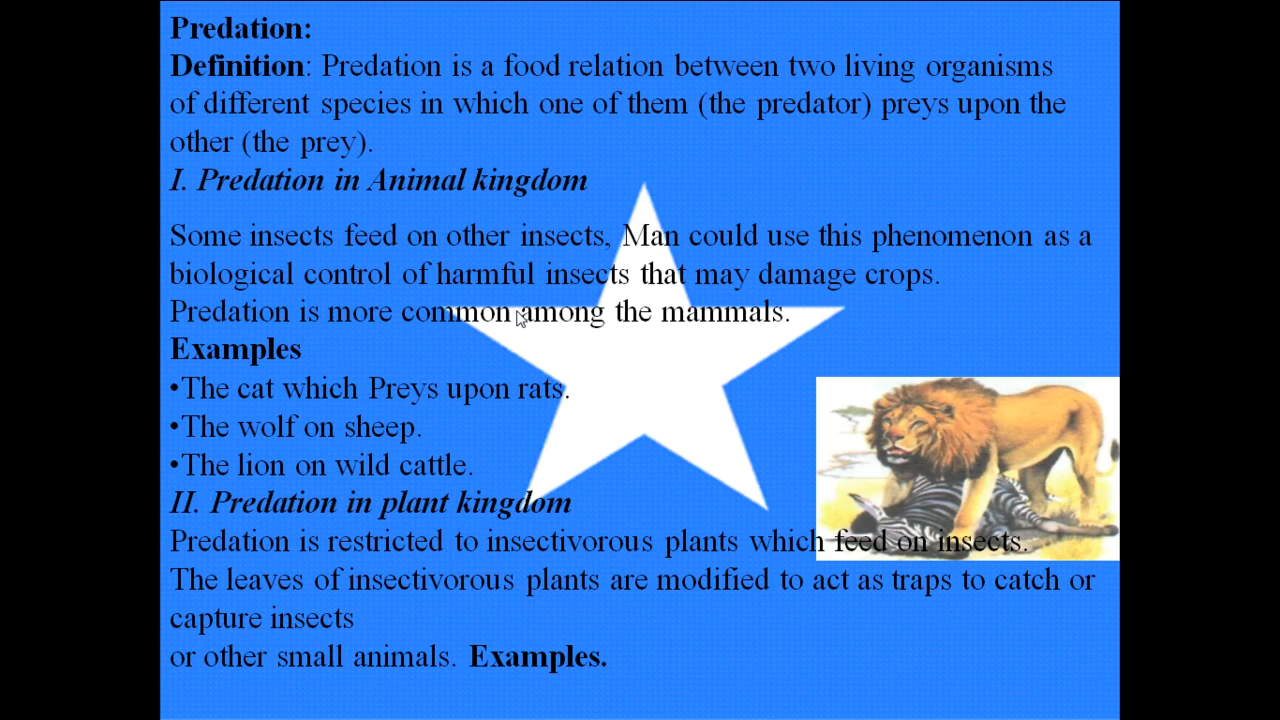 Predation:
Definition: Predation is a food relation between two living organisms
of different species in which one of them (the predator) preys upon the
other (the prey).
I. Predation in Animal kingdom
Some insects feed on other insects, Man could use this phenomenon as a
biological control of harmful insects that may damage crops.
Predation is more common among the mammals.
Examples
•The cat which Preys upon rats.
•The wolf on sheep.
•The lion on wild cattle.
II. Predation in plant kingdom
Predation is restricted to insectivorous plants which feed on insects.
The leaves of insectivorous plants are modified to act as traps to catch or
capture insects
or other small animals. Examples.